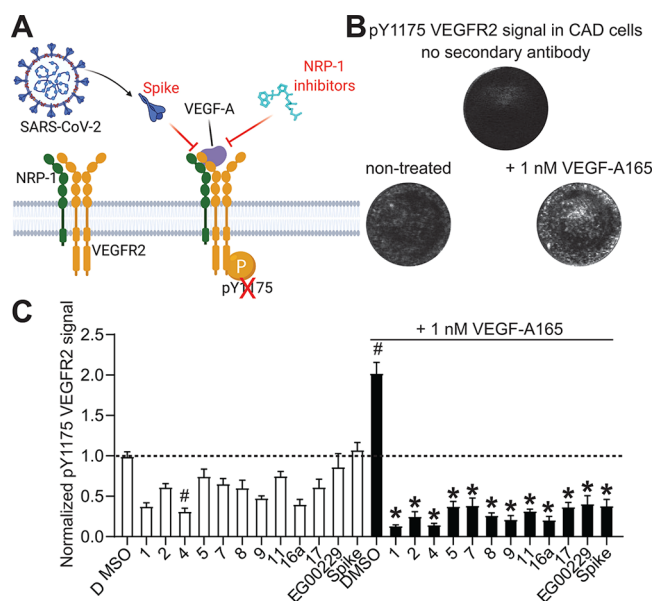 A
Spike
NRP-1
inhibitors
VEGF-A
SARS-CoV-2
NRP-1
VEGFR2
P
pY1175
B
pY1175 VEGFR2 signal in CAD cells
no secondary antibody
non-treated
+ 1 nM VEGF-A165
C
+ 1 nM VEGF-A165
Normalized pY1175 VEGFR2 signal
2.5
2.0
1.5
1.0
0.5
0.0
#
#
* * * * * * * * * * * *
D MSO
1
2
4
5
7
8
9
11
16a
17
EG00229
Spike
DMSO
1
2
4
5
7
8
9
11
16a
17
EG00229
Spike